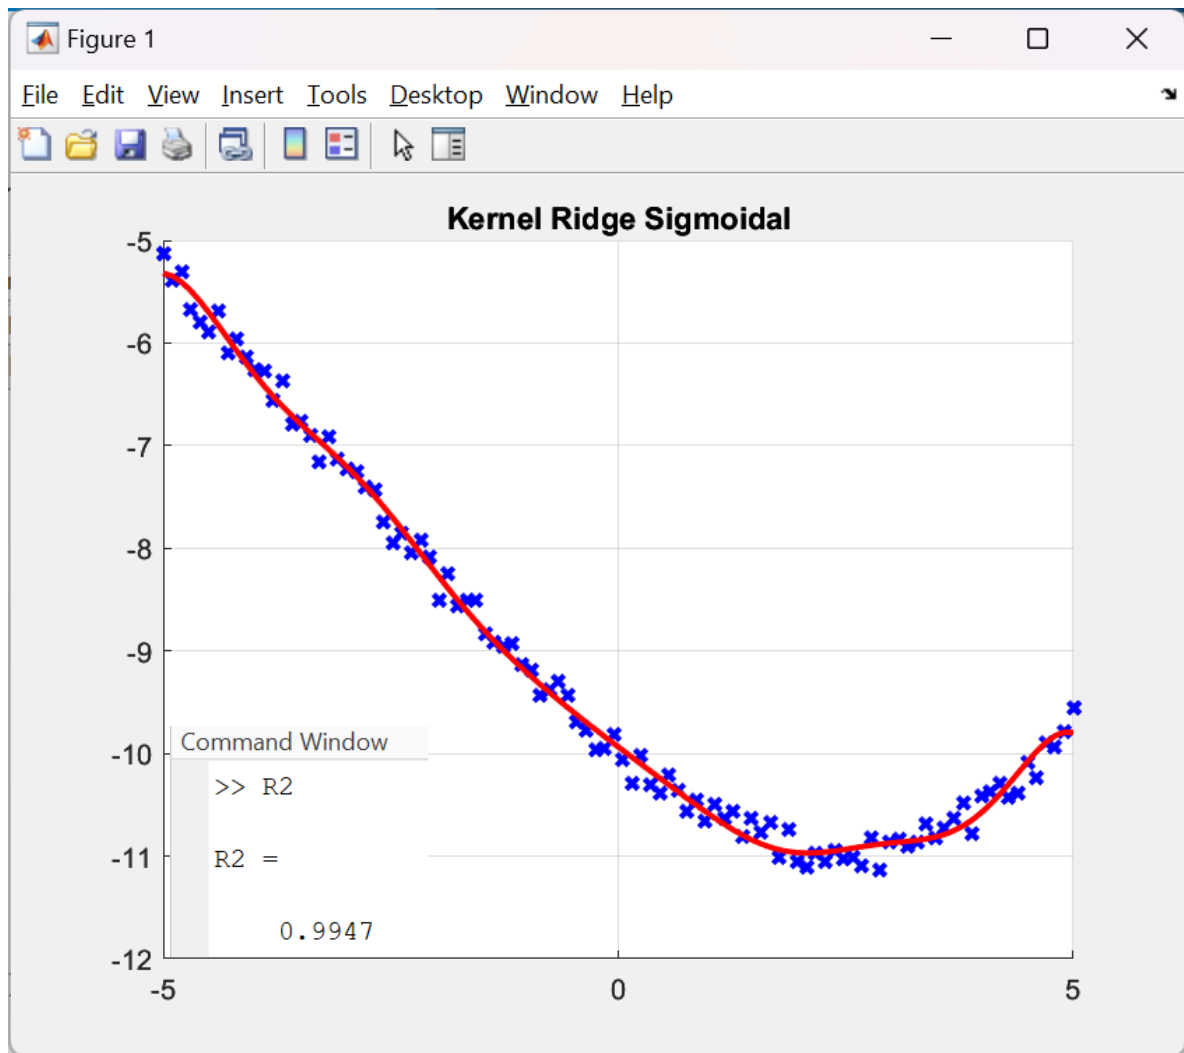 Figure 1
File Edit View Insert Tools Desktop Window Help
Kernel Ridge Sigmoidal
-5
-6
-7
-8
-9
-10
-11
-12
Command Window
>> R2
R2 =
0.9947
-5 0 5